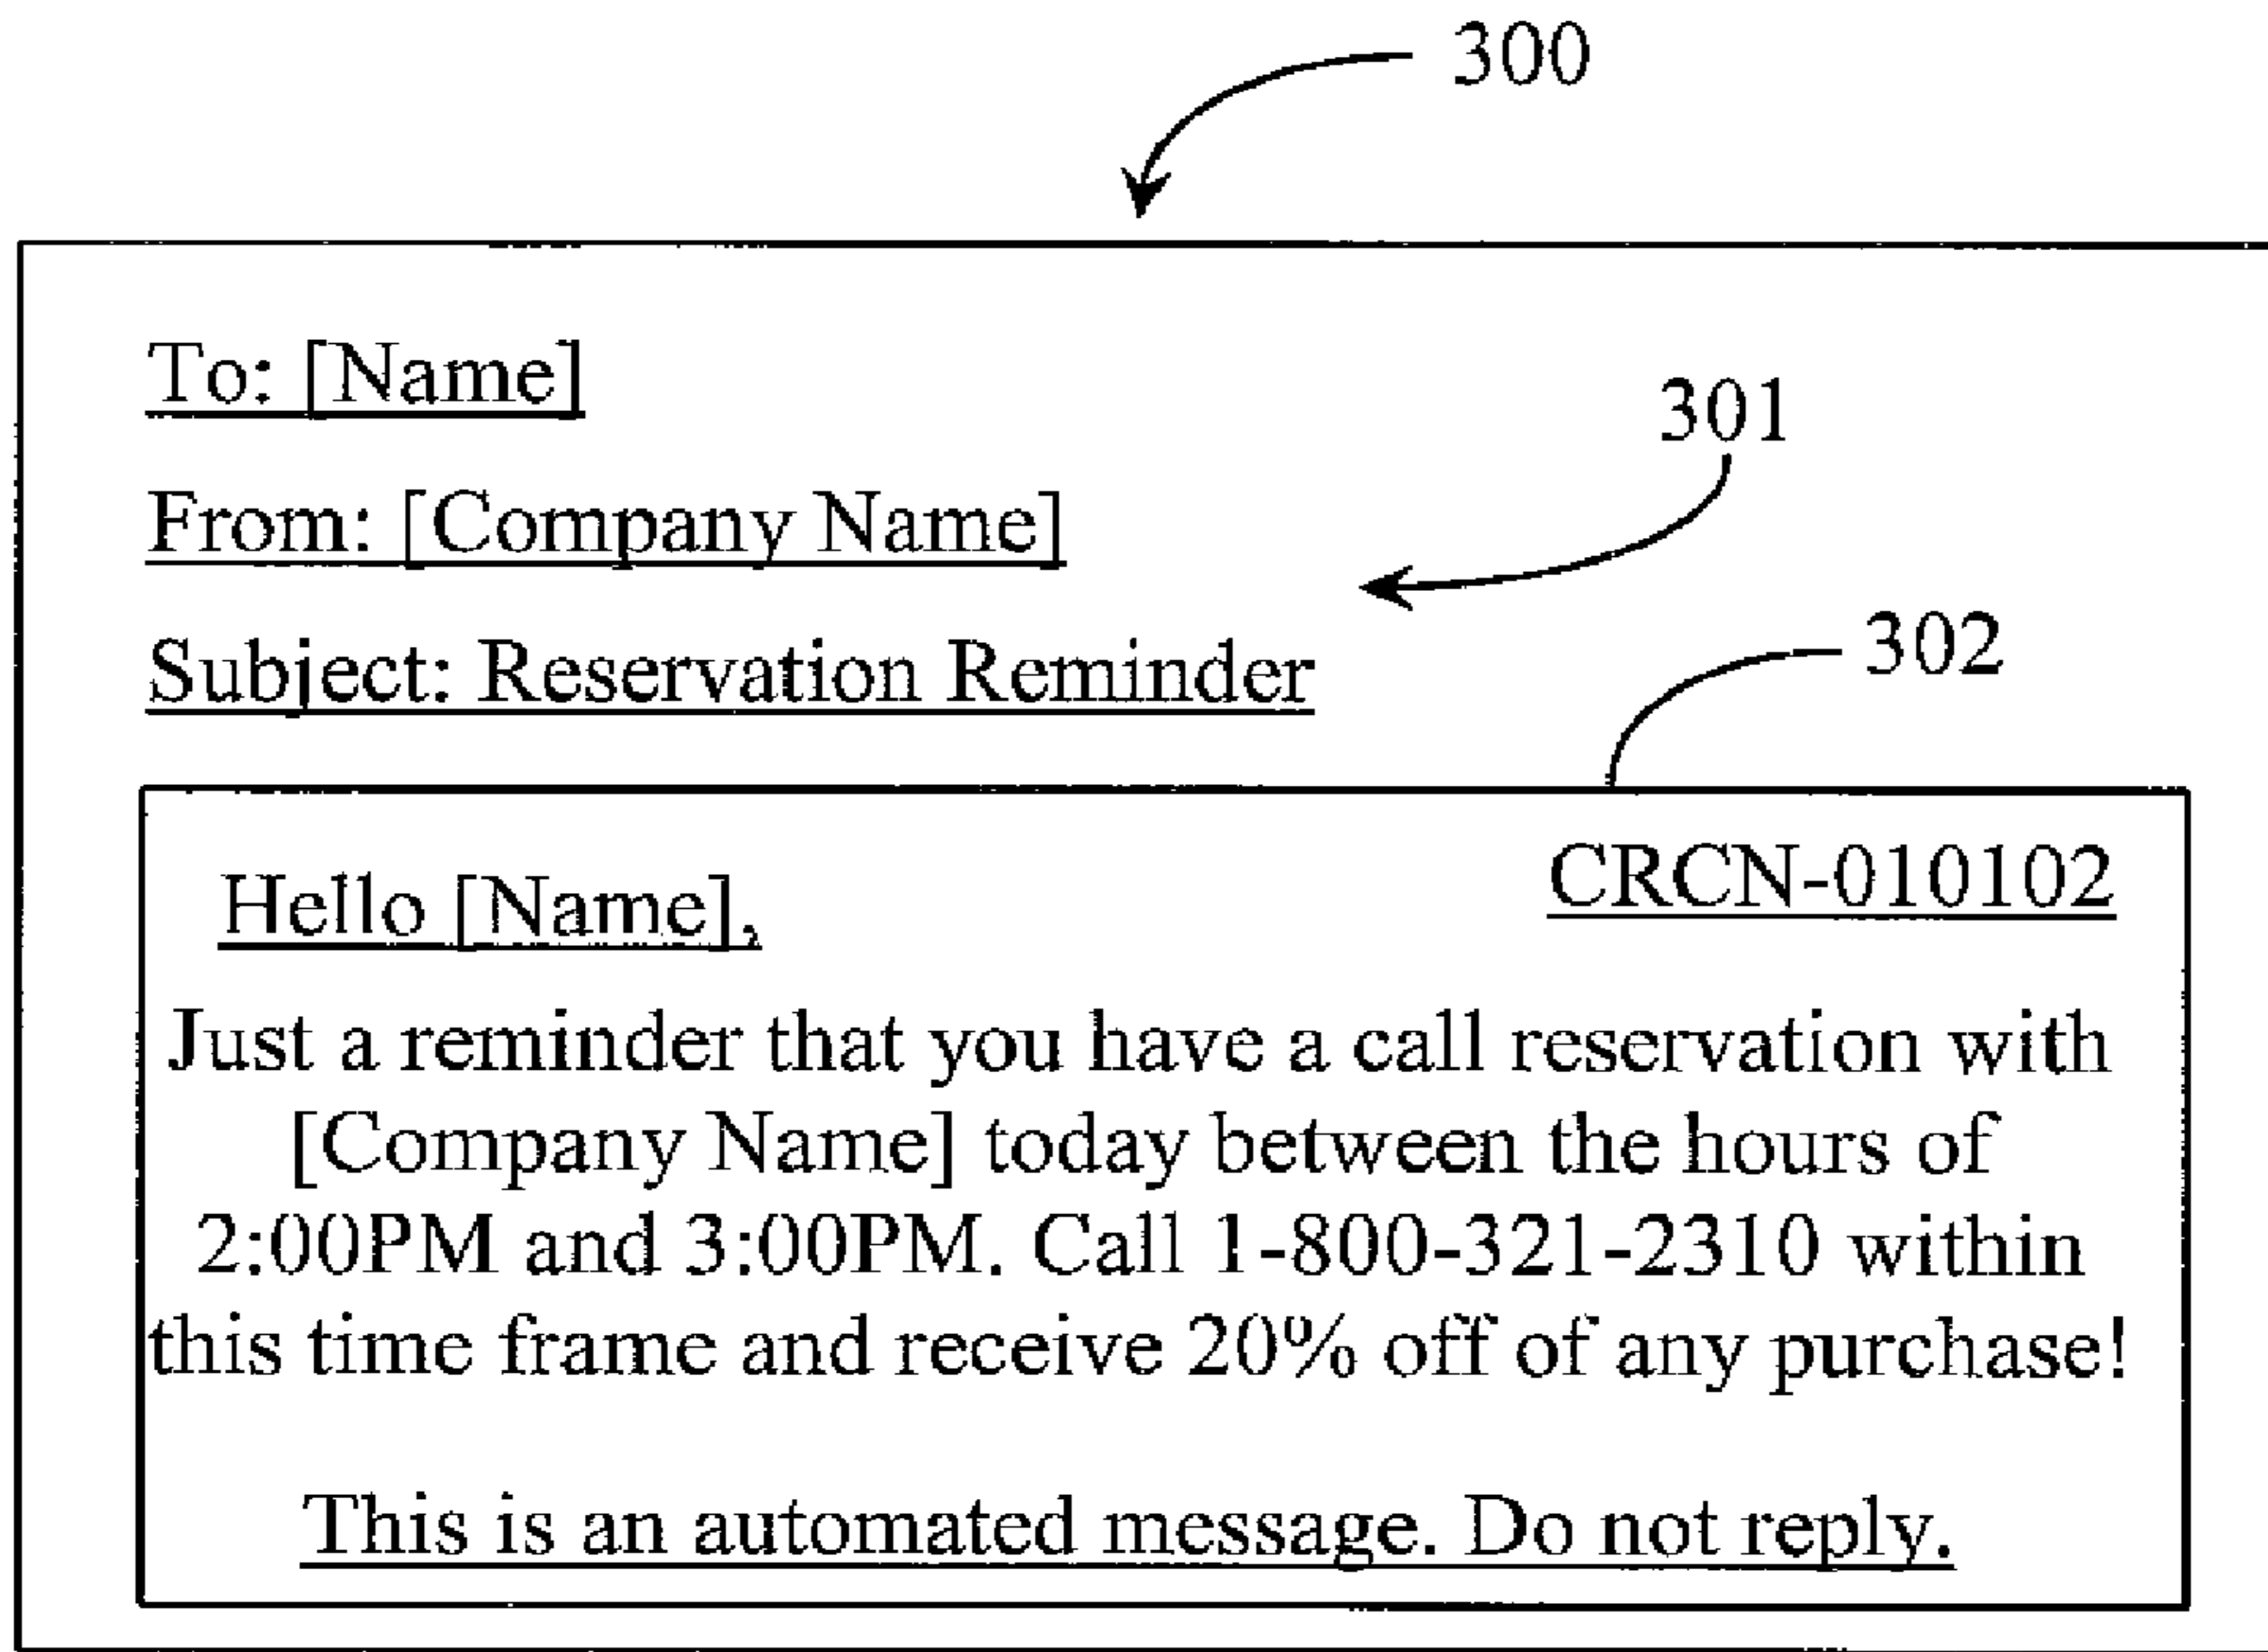 300
To: [Name]
301
From: [Company Name]
302
Subject: Reservation Reminder
CRCN-010102
Hello [Name],
Just a reminder that you have a call reservation with
[Company Name] today between the hours of
2:00PM and 3:00PM. Call 1-800-321-2310 within
this time frame and receive 20% off of any purchase!
This is an automated message. Do not reply.